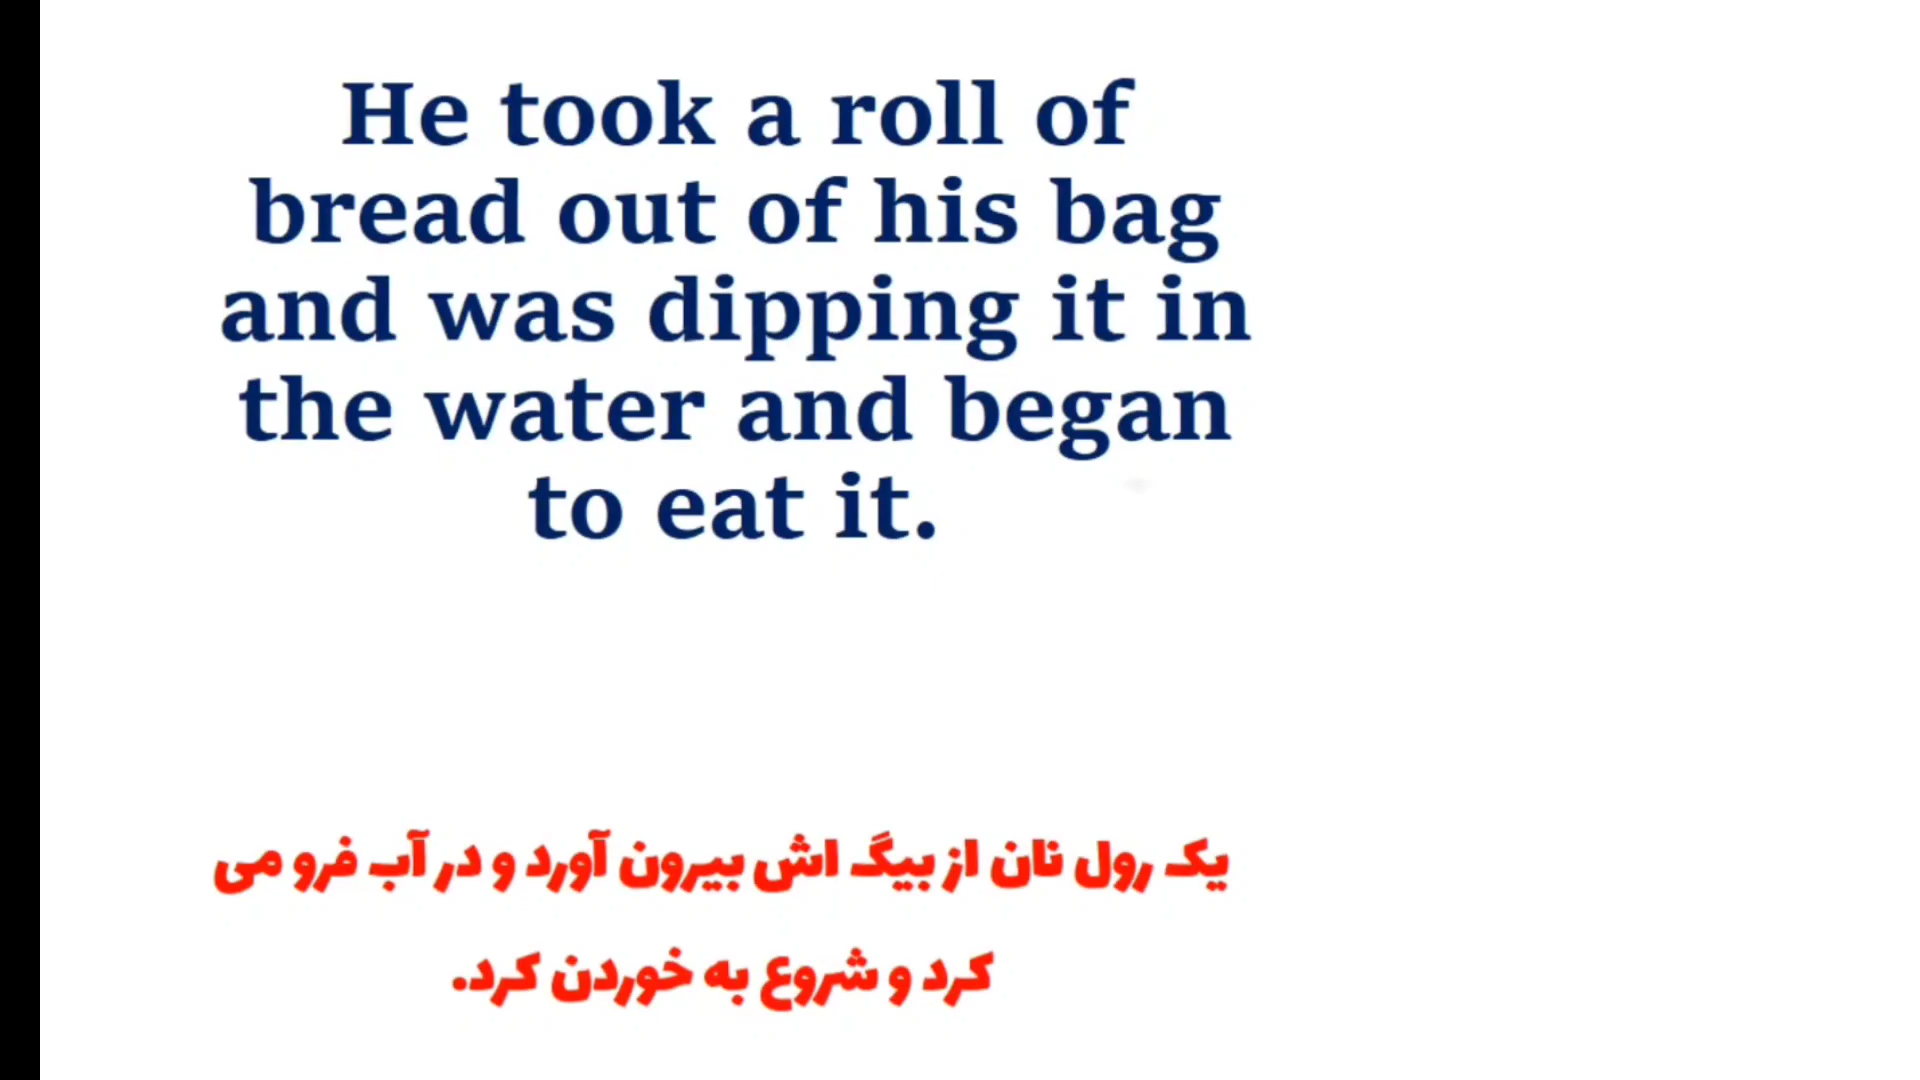 He took a roll of
bread out of his bag
and was dipping it in
the water and began
to eat it.
یک رول نان از بیگ اش بیرون آورد و در آب فرو می
کرد و شروع به خوردن کرد.